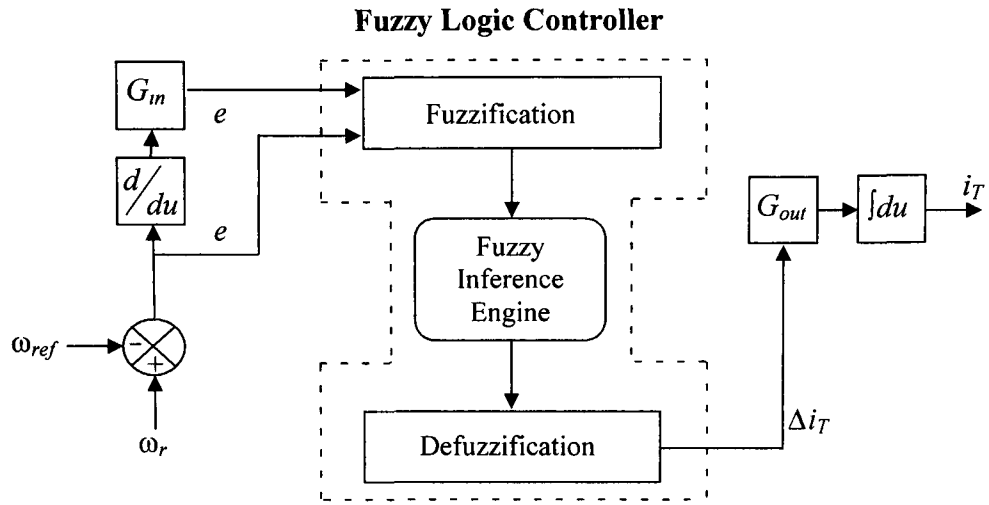 Fuzzy Logic Controller
G_in
e
Fuzzification
d/du
e
Fuzzy
Inference
Engine
G_out
∫du
i_T
ω_ref
-
+
ω_r
Defuzzification
Δi_T